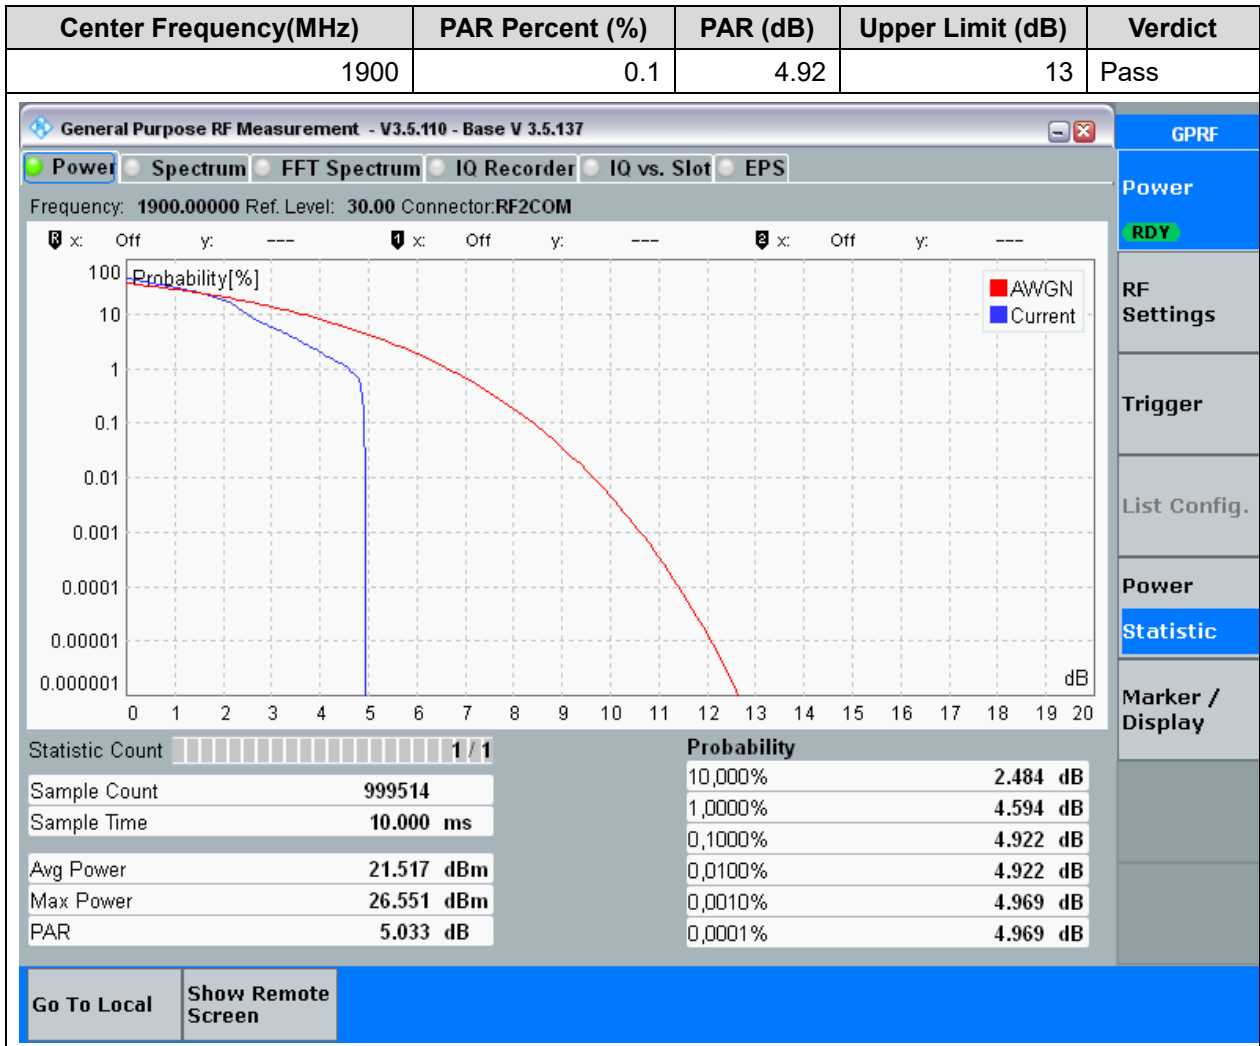 Center Frequency(MHz) PAR Percent (%) PAR (dB) Upper Limit (dB) Verdict
1900 0.1 4.92 13 Pass
General Purpose RF Measurement - V3.5.110 - Base V 3.5.137
GPRF
Power Spectrum FFT Spectrum IQ Recorder IQ vs. Slot EPS
Power
RDY
Frequency: 1900.00000 Ref. Level: 30.00 Connector:RF2COM
R x: Off y: --- 1 x: Off y: --- 2 x: Off y: ---
Probability[%]
100
10
1
0.1
0.01
0.001
0.0001
0.00001
0.000001
AWGN
Current
dB
0 1 2 3 4 5 6 7 8 9 10 11 12 13 14 15 16 17 18 19 20
RF
Settings
Trigger
List Config.
Power
Statistic
Marker /
Display
Statistic Count 1 / 1
Sample Count 999514
Sample Time 10.000 ms
Avg Power 21.517 dBm
Max Power 26.551 dBm
PAR 5.033 dB
Probability
10,000% 2.484 dB
1,0000% 4.594 dB
0,1000% 4.922 dB
0,0100% 4.922 dB
0,0010% 4.969 dB
0,0001% 4.969 dB
Go To Local
Show Remote
Screen